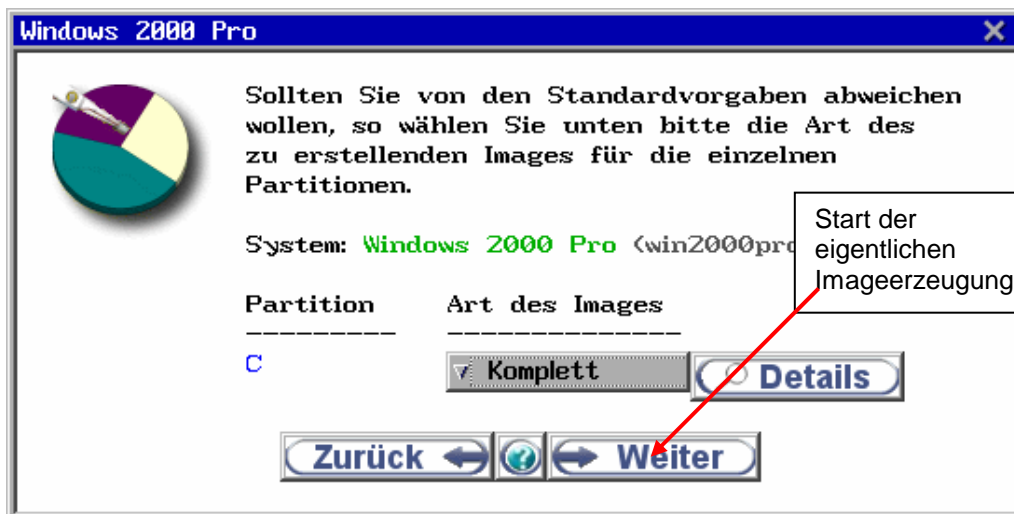 Windows 2000 Pro
Sollten Sie von den Standardvorgaben abweichen
wollen, so wählen Sie unten bitte die Art des
zu erstellenden Images für die einzelnen
Partitionen.
System: Windows 2000 Pro (win2000pro
Start der
eigentlichen
Imageerzeugung
Partition Art des Images
--------- --------------
C Komplett Details
Zurück Weiter